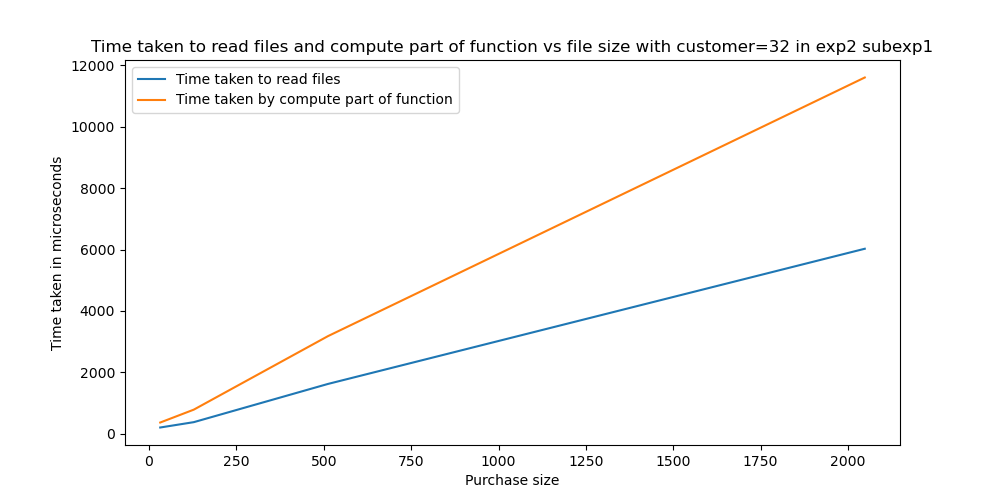 Time taken to read files and compute part of function vs file size with customer=32 in exp2 subexp1
Time taken to read files
Time taken by compute part of function
12000
10000
8000
6000
4000
2000
0
Time taken in microseconds
0 250 500 750 1000 1250 1500 1750 2000
Purchase size